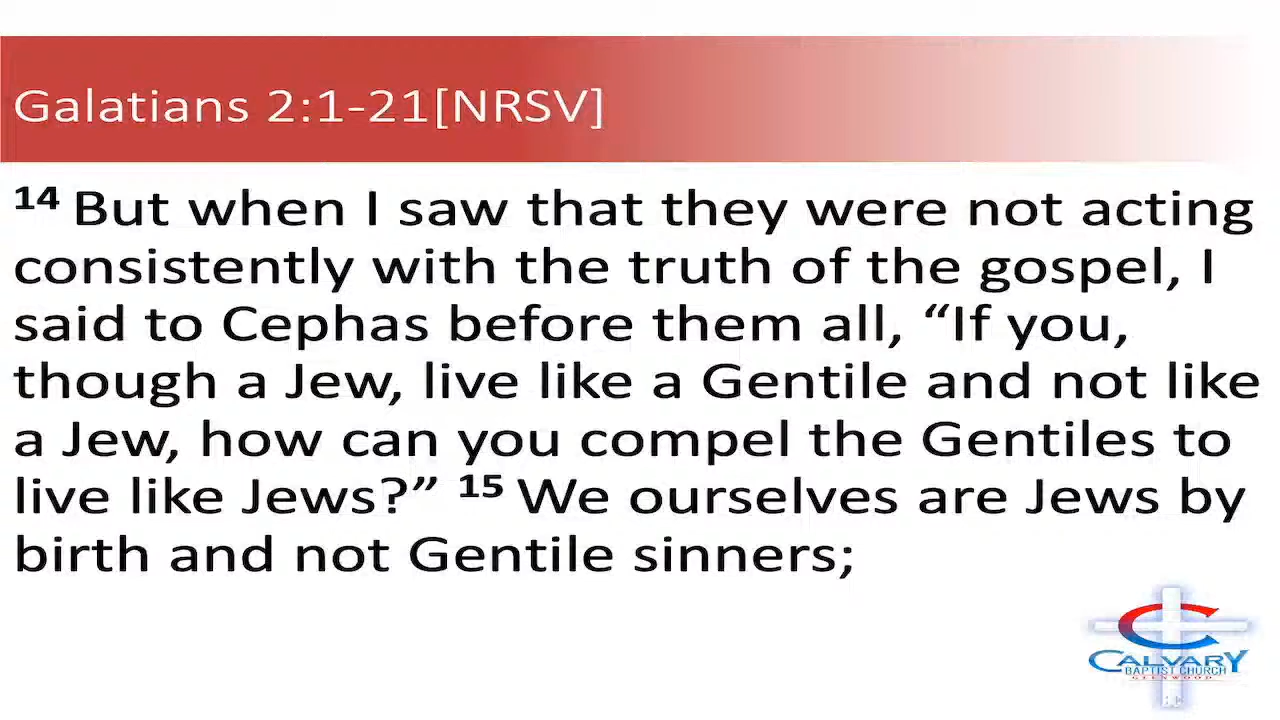 Galatians 2:1-21[NRSV]
14 But when I saw that they were not acting
consistently with the truth of the gospel, I
said to Cephas before them all, “If you,
though a Jew, live like a Gentile and not like
a Jew, how can you compel the Gentiles to
live like Jews?” 15 We ourselves are Jews by
birth and not Gentile sinners;
CALVARY
BAPTIST CHURCH
GLENWOOD